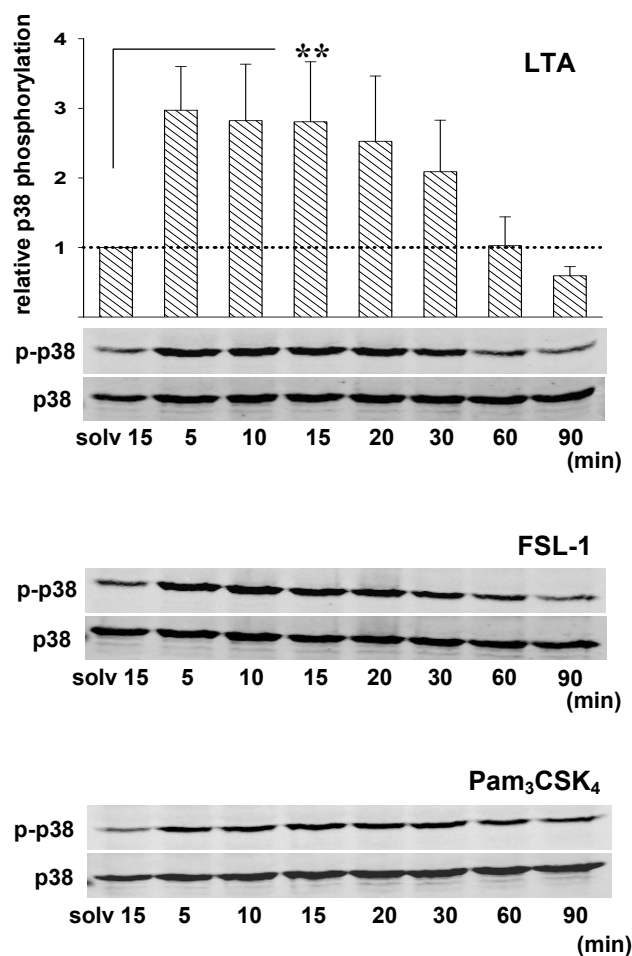 relative p38 phosphorylation
4
3
2
1
**
LTA
p-p38
p38
solv 15 5 10 15 20 30 60 90
(min)
FSL-1
p-p38
p38
solv 15 5 10 15 20 30 60 90
(min)
Pam₃CSK₄
p-p38
p38
solv 15 5 10 15 20 30 60 90
(min)